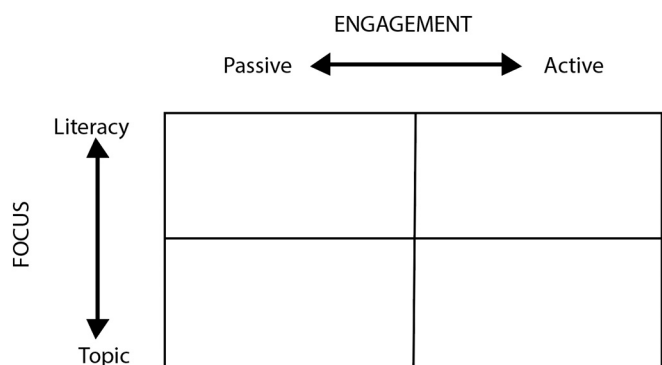 ENGAGEMENT
Passive Active
Literacy
FOCUS
Topic